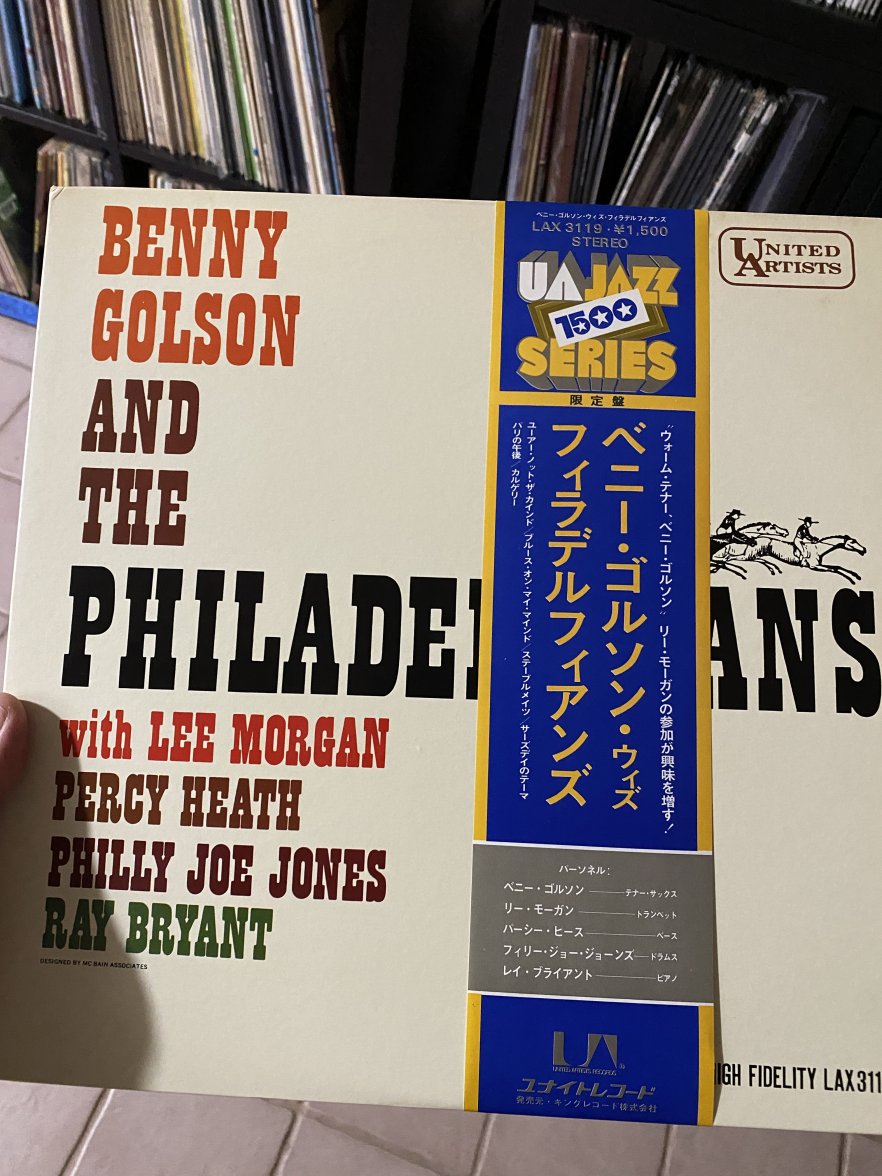 BENNY
GOLSON
AND
THE
PHILADE
ANS
with LEE MORGAN
PERCY HEATH
PHILLY JOE JONES
RAY BRYANT
DESIGNED BY MC BAIN ASSOCIATES
ベニー・ゴルソン・ウィズ・フィラデルフィアンズ
LAX 3119・¥1,500
STEREO
UA JAZZ
1500
SERIES
限定盤
"ウォーム・テナー、ベニー・ゴルソン" リー・モーガンの参加が興味を増す!
ベニー・ゴルソン・ウィズ
フィラデルフィアンズ
ユーアー・ノット・ザ・カインド/ブルース・オン・マイ・マインド/ステーブルメイツ/サーズデイのテーマ
パリの午後/カルゲリー
パーソネル:
ベニー・ゴルソン――テナー・サックス
リー・モーガン――トランペット
パーシー・ヒース――ベース
フィリー・ジョー・ジョーンズ―ドラムス
レイ・ブライアント――ピアノ
UA
UNITED ARTISTS RECORDS
ユナイトレコード
発売元・キングレコード株式会社
UNITED
ARTISTS
IGH FIDELITY LAX311